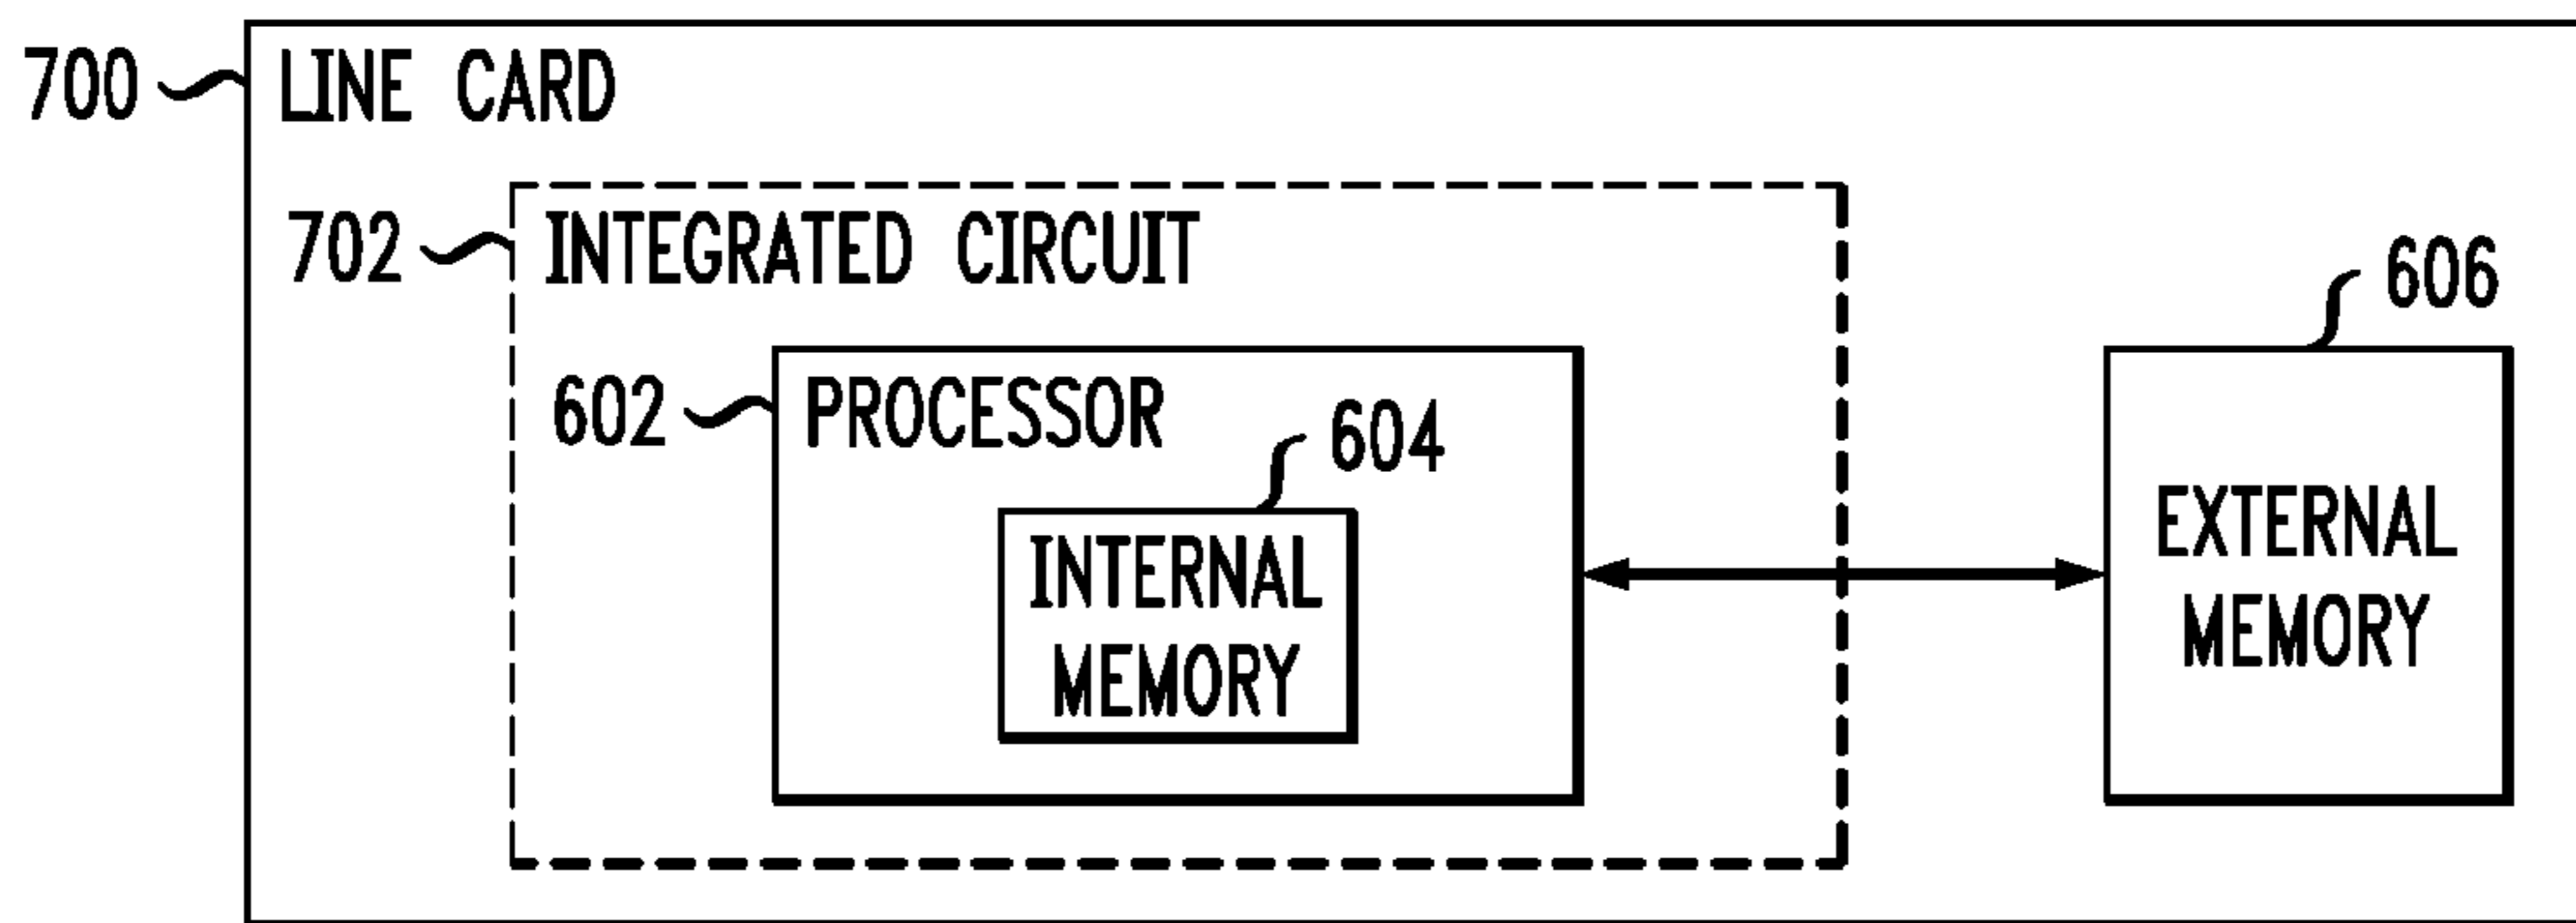 700 LINE CARD
702 INTEGRATED CIRCUIT
606
602 PROCESSOR
604
INTERNAL
MEMORY
EXTERNAL
MEMORY